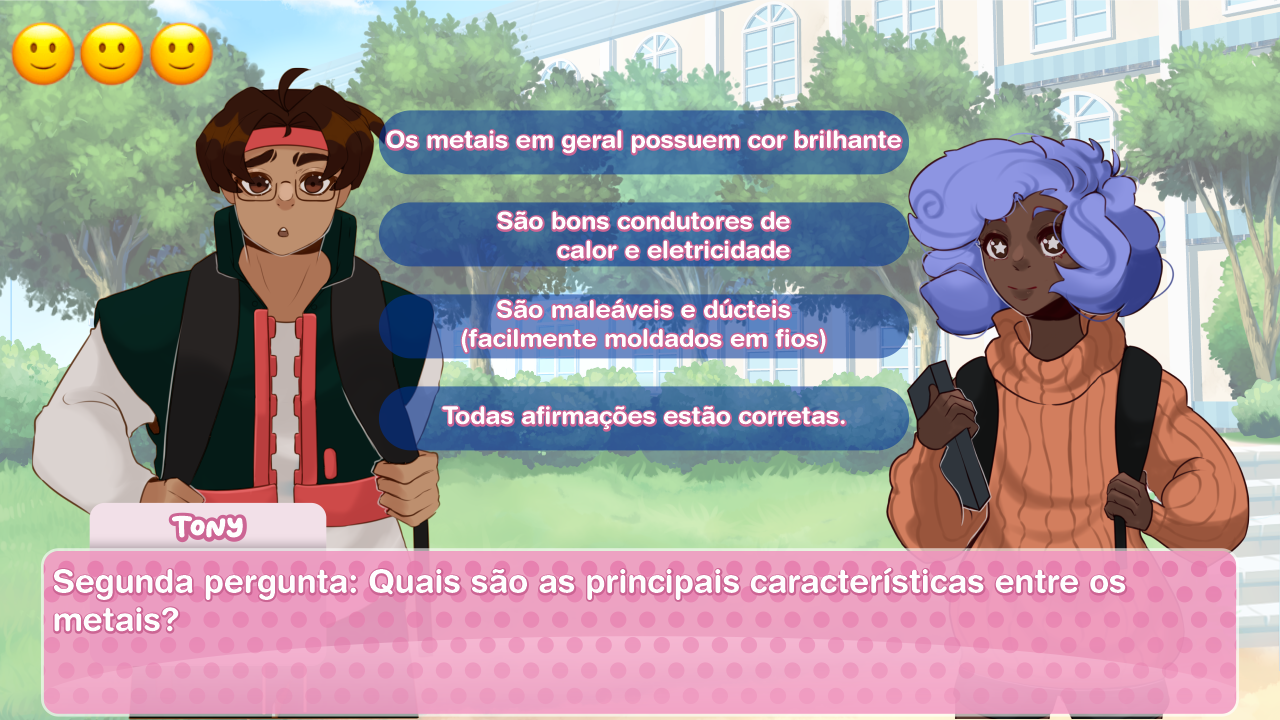 Os metais em geral possuem cor brilhante
São bons condutores de
calor e eletricidade
São maleáveis e dúcteis
(facilmente moldados em fios)
Todas afirmações estão corretas.
Tony
Segunda pergunta: Quais são as principais características entre os
metais?